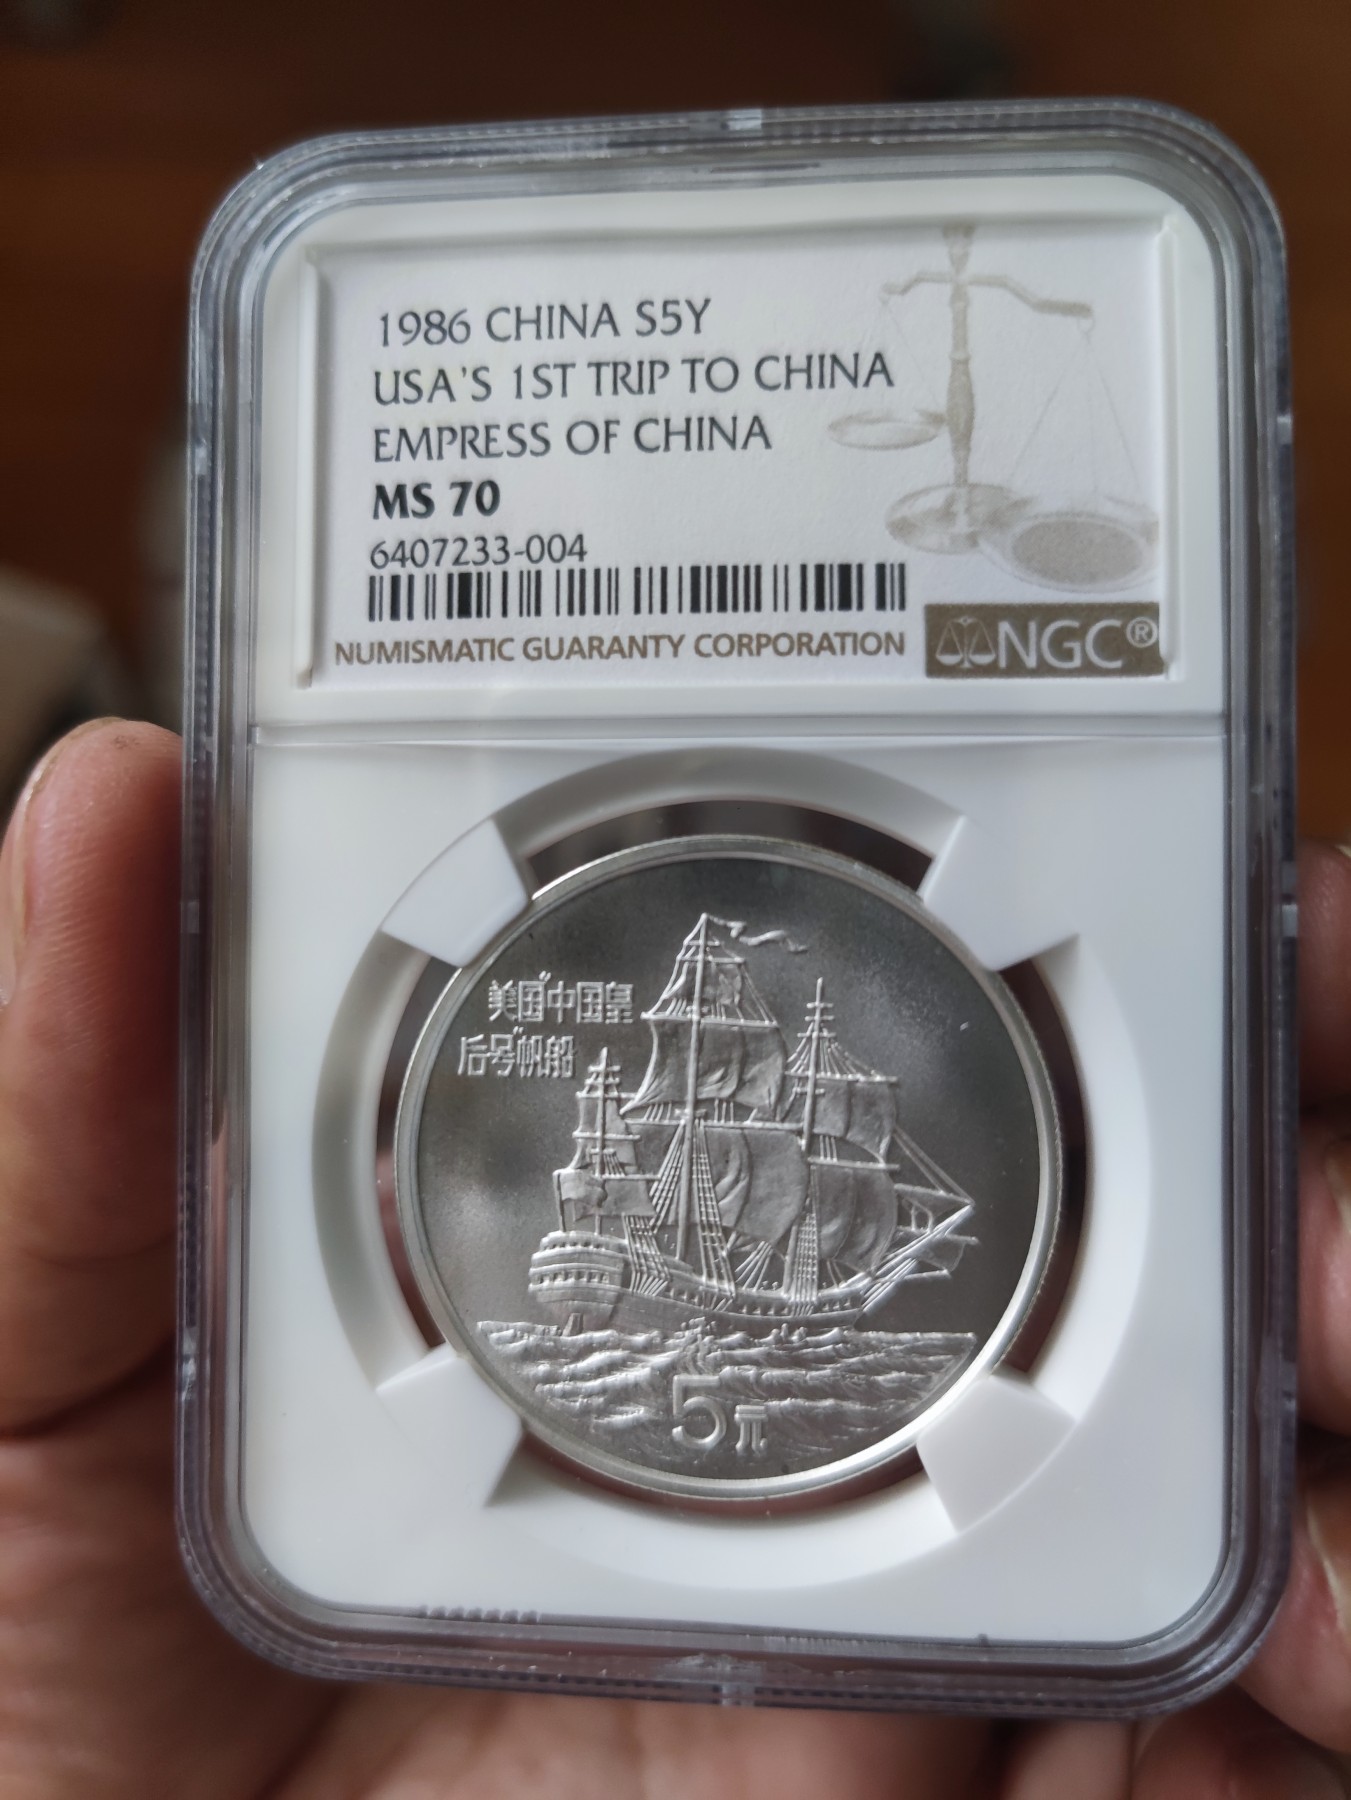 1986 CHINA S5Y
USA'S 1ST TRIP TO CHINA
EMPRESS OF CHINA
MS 70
6407233-004
NUMISMATIC GUARANTY CORPORATION
NGC®
美国"中国皇
后号"帆船
5元